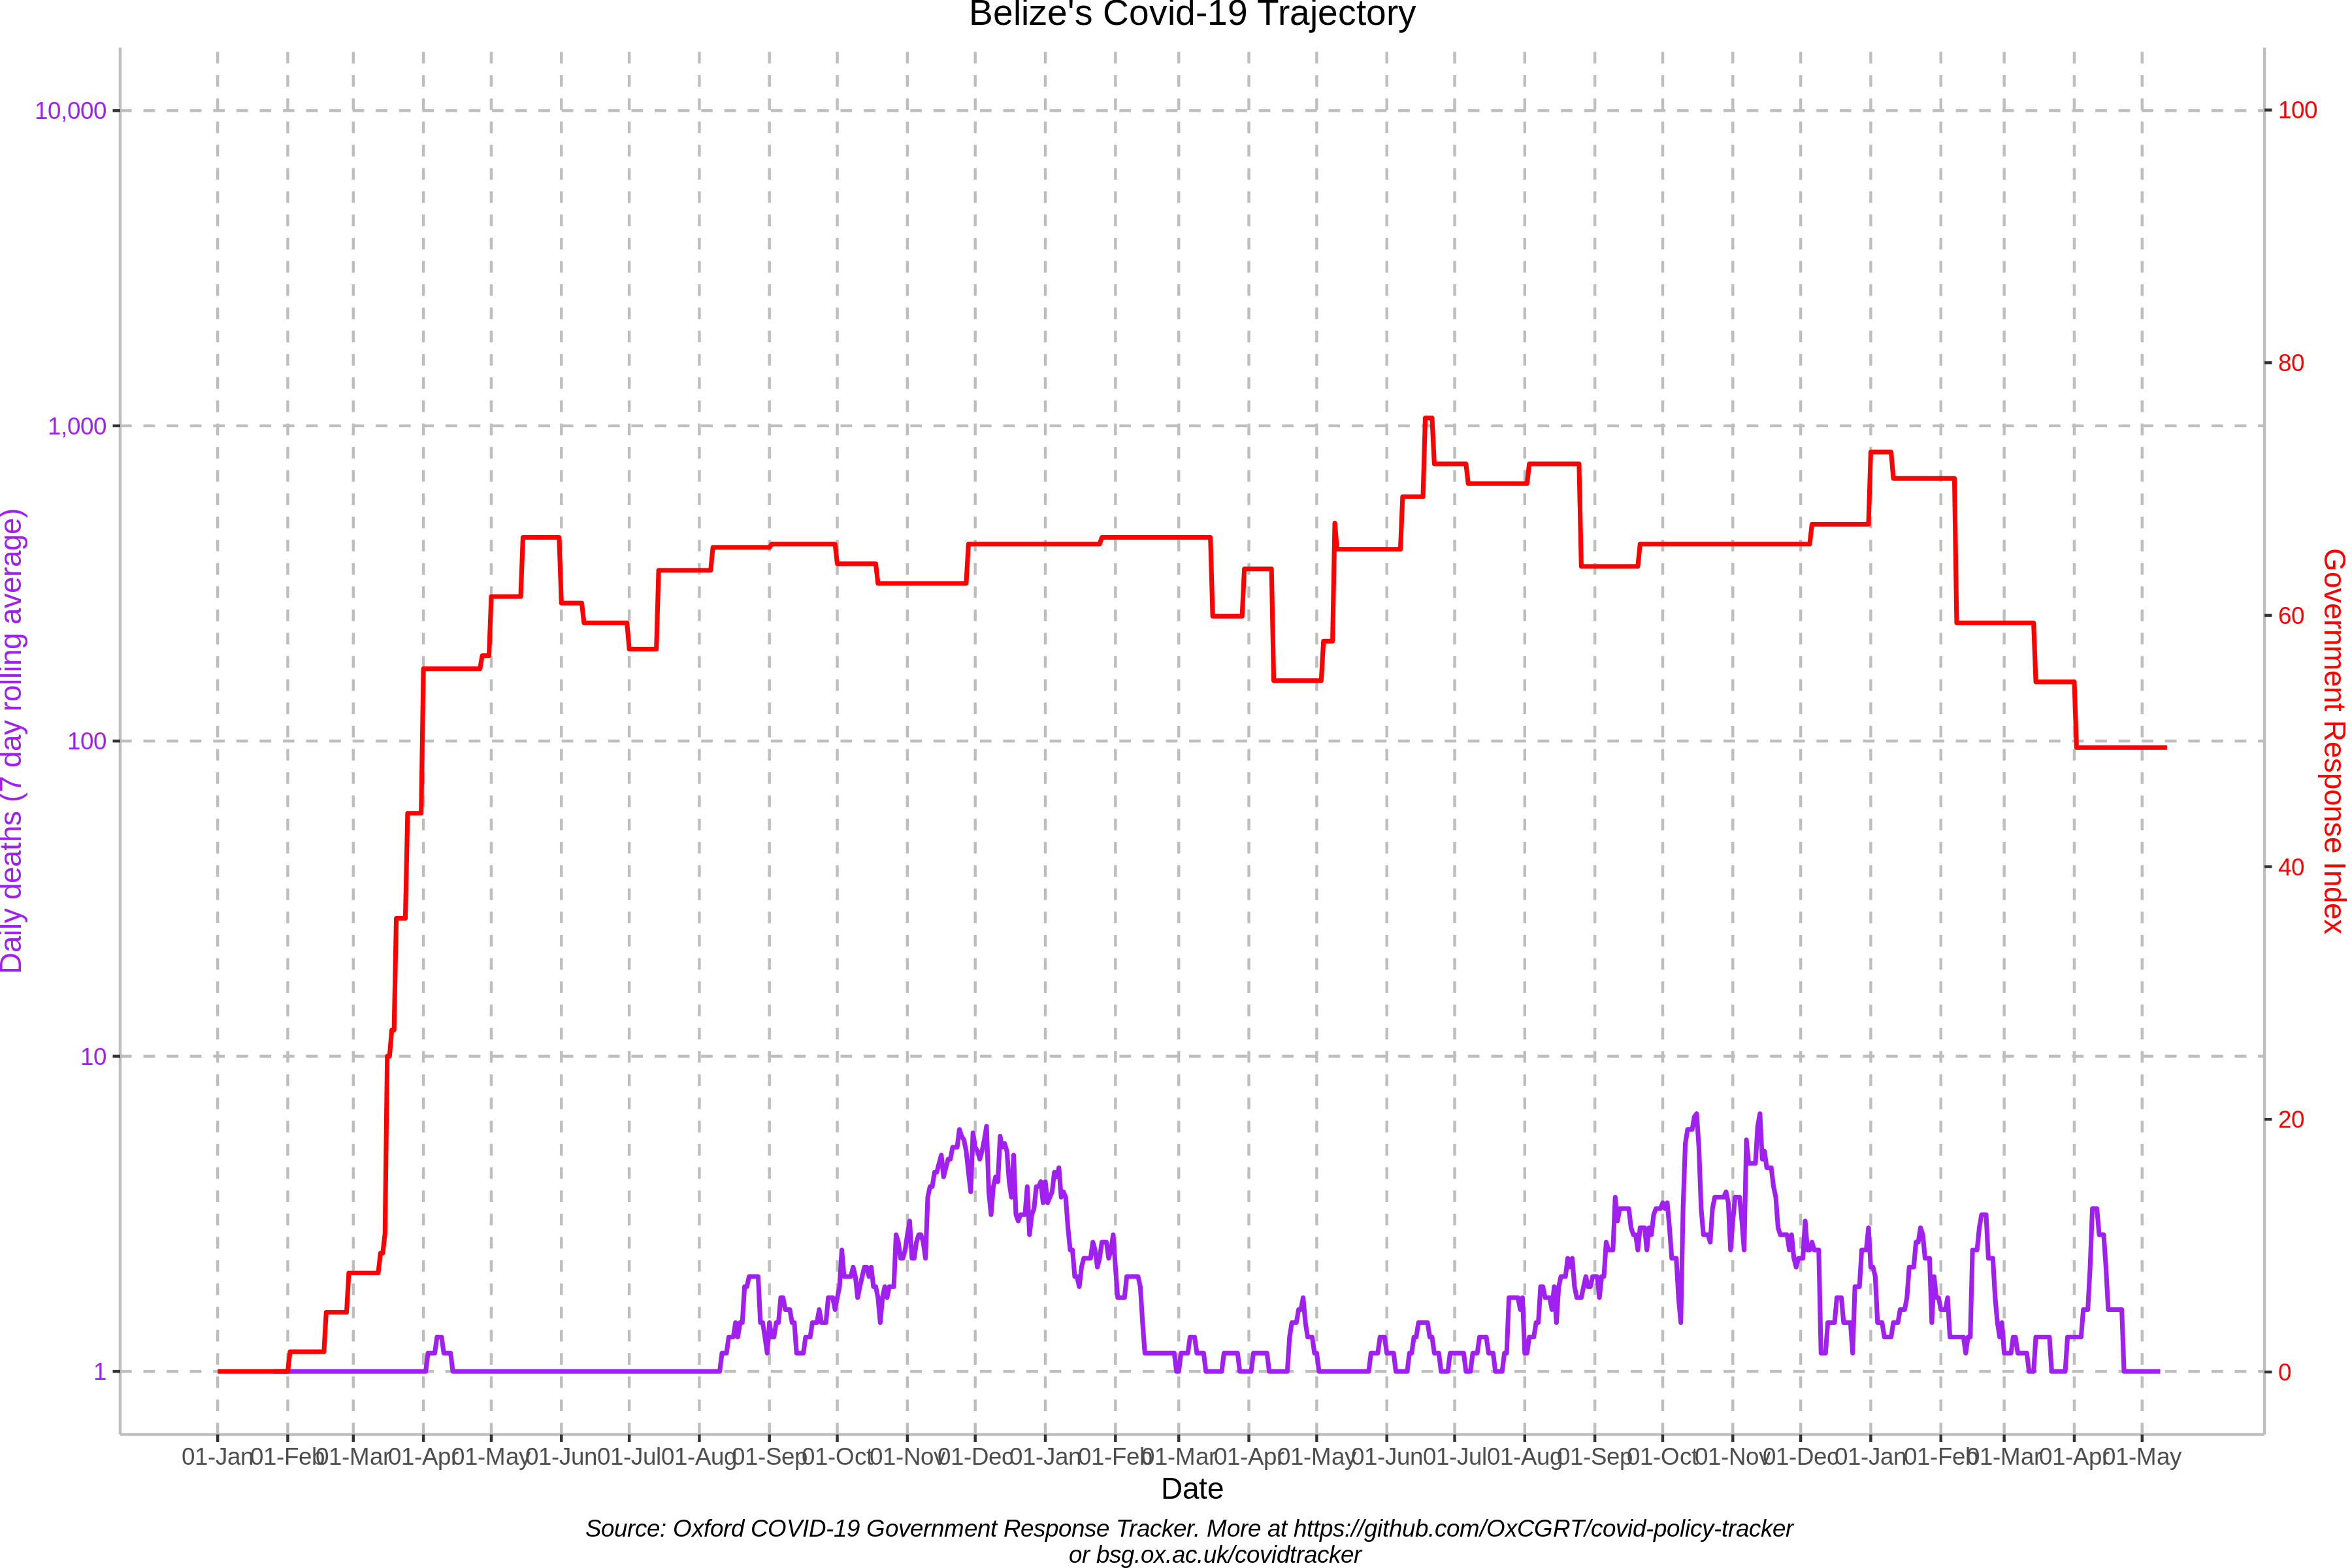 Belize's Covid-19 Trajectory
10,000
1,000
100
10
1
Daily deaths (7 day rolling average)
100
80
60
40
20
0
Government Response Index
01-Jan 01-Feb 01-Mar 01-Apr 01-May 01-Jun 01-Jul 01-Aug 01-Sep 01-Oct 01-Nov 01-Dec 01-Jan 01-Feb 01-Mar 01-Apr 01-May 01-Jun 01-Jul 01-Aug 01-Sep 01-Oct 01-Nov 01-Dec 01-Jan 01-Feb 01-Mar 01-Apr 01-May
Date
Source: Oxford COVID-19 Government Response Tracker. More at https://github.com/OxCGRT/covid-policy-tracker
or bsg.ox.ac.uk/covidtracker